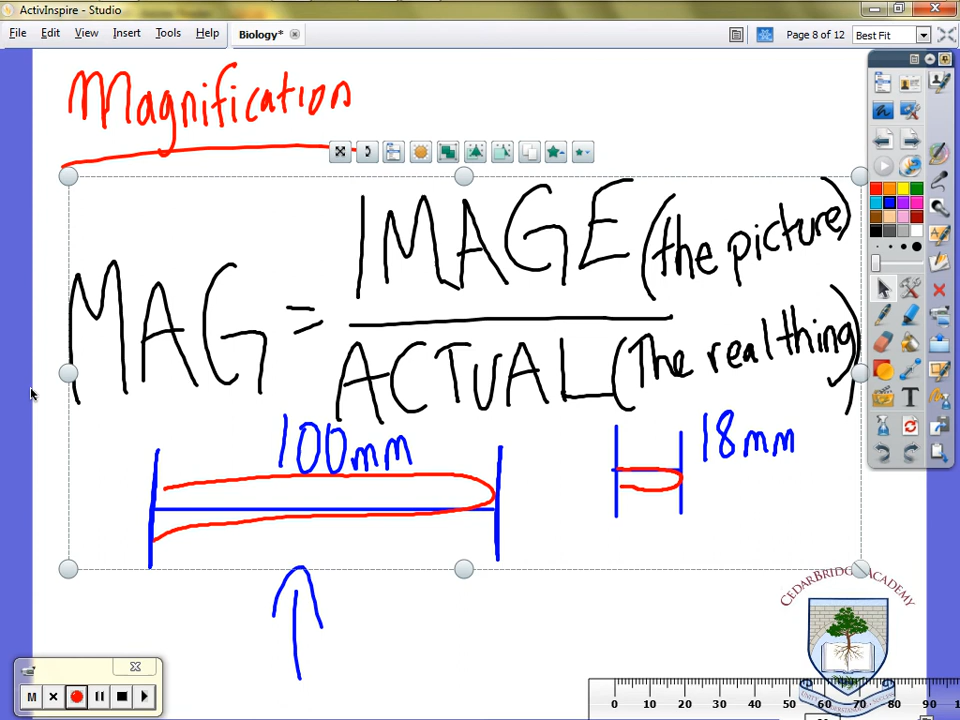 ActivInspire - Studio
File Edit View Insert Tools Help
Biology*
Page 8 of 12
Best Fit
Magnification
IMAGE (the picture)
MAG =
ACTUAL (The real thing)
100mm
18mm
CEDARBRIDGE ACADEMY
M
0 10 20 30 40 50 60 70 80 90